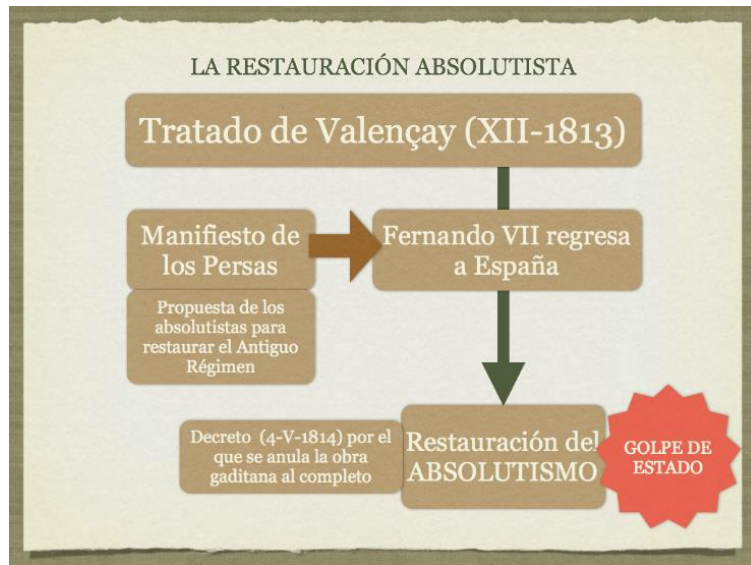 LA RESTAURACIÓN ABSOLUTISTA
Tratado de Valençay (XII-1813)
Manifiesto de
los Persas
Fernando VII regresa
a España
Propuesta de los
absolutistas para
restaurar el Antiguo
Régimen
Decreto (4-V-1814) por el
que se anula la obra
gaditana al completo
Restauración del
ABSOLUTISMO
GOLPE DE
ESTADO